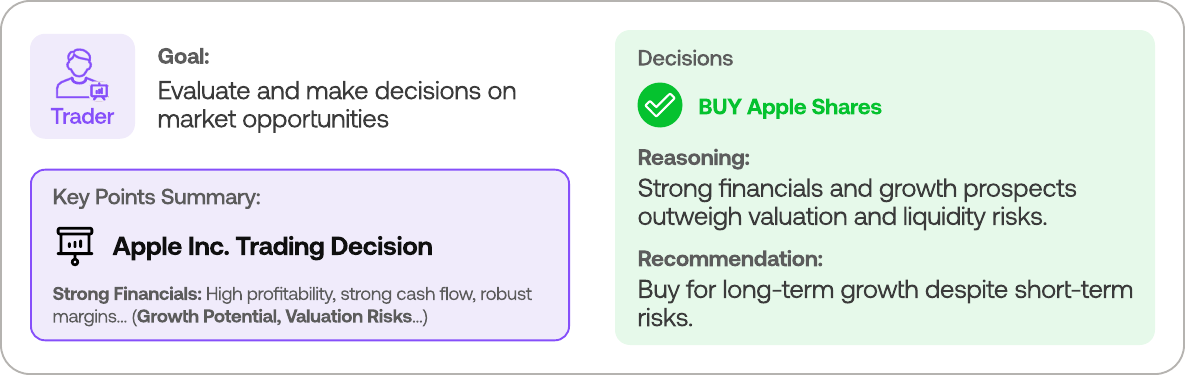 Trader
Goal:
Evaluate and make decisions on
market opportunities
Key Points Summary:
Apple Inc. Trading Decision
Strong Financials: High profitability, strong cash flow, robust
margins... (Growth Potential, Valuation Risks...)
Decisions
BUY Apple Shares
Reasoning:
Strong financials and growth prospects
outweigh valuation and liquidity risks.
Recommendation:
Buy for long-term growth despite short-term
risks.